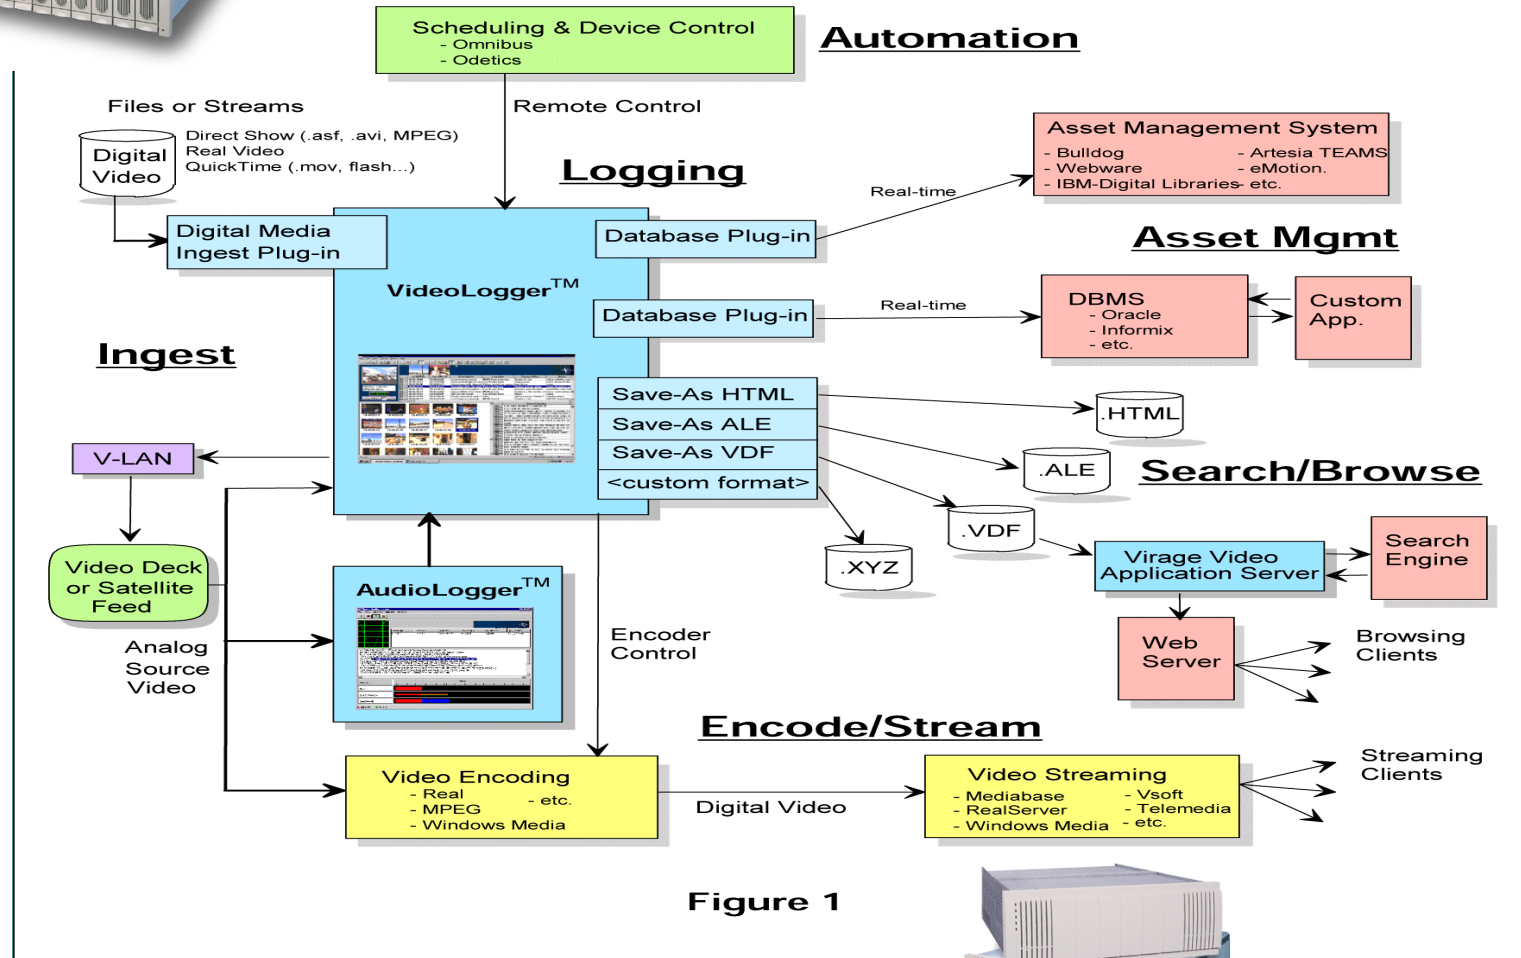 Scheduling & Device Control
- Omnibus
- Odetics
Automation
Files or Streams
Remote Control
Digital
Video
Direct Show (.asf, .avi, MPEG)
Real Video
QuickTime (.mov, flash...)
Logging
Asset Management System
- Bulldog
- Artesia TEAMS
- Webware
- eMotion.
- IBM-Digital Libraries
- etc.
Real-time
Digital Media
Ingest Plug-in
Database Plug-in
Asset Mgmt
VideoLogger™
Database Plug-in
Real-time
DBMS
- Oracle
- Informix
- etc.
Custom
App.
Ingest
Save-As HTML
Save-As ALE
Save-As VDF
<custom format>
.HTML
.ALE
.VDF
.XYZ
Search/Browse
V-LAN
Video Deck
or Satellite
Feed
AudioLogger™
Virage Video
Application Server
Search
Engine
Analog
Source
Video
Encoder
Control
Web
Server
Browsing
Clients
Encode/Stream
Video Encoding
- Real
- etc.
- MPEG
- Windows Media
Digital Video
Video Streaming
- Mediabase
- Vsoft
- RealServer
- Telemedia
- Windows Media
- etc.
Streaming
Clients
Figure 1